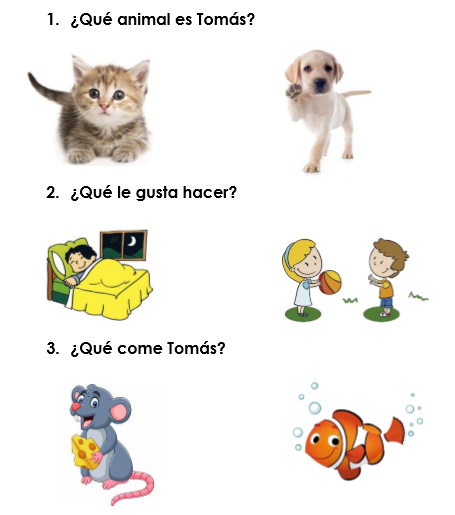 1. ¿Qué animal es Tomás?
2. ¿Qué le gusta hacer?
3. ¿Qué come Tomás?